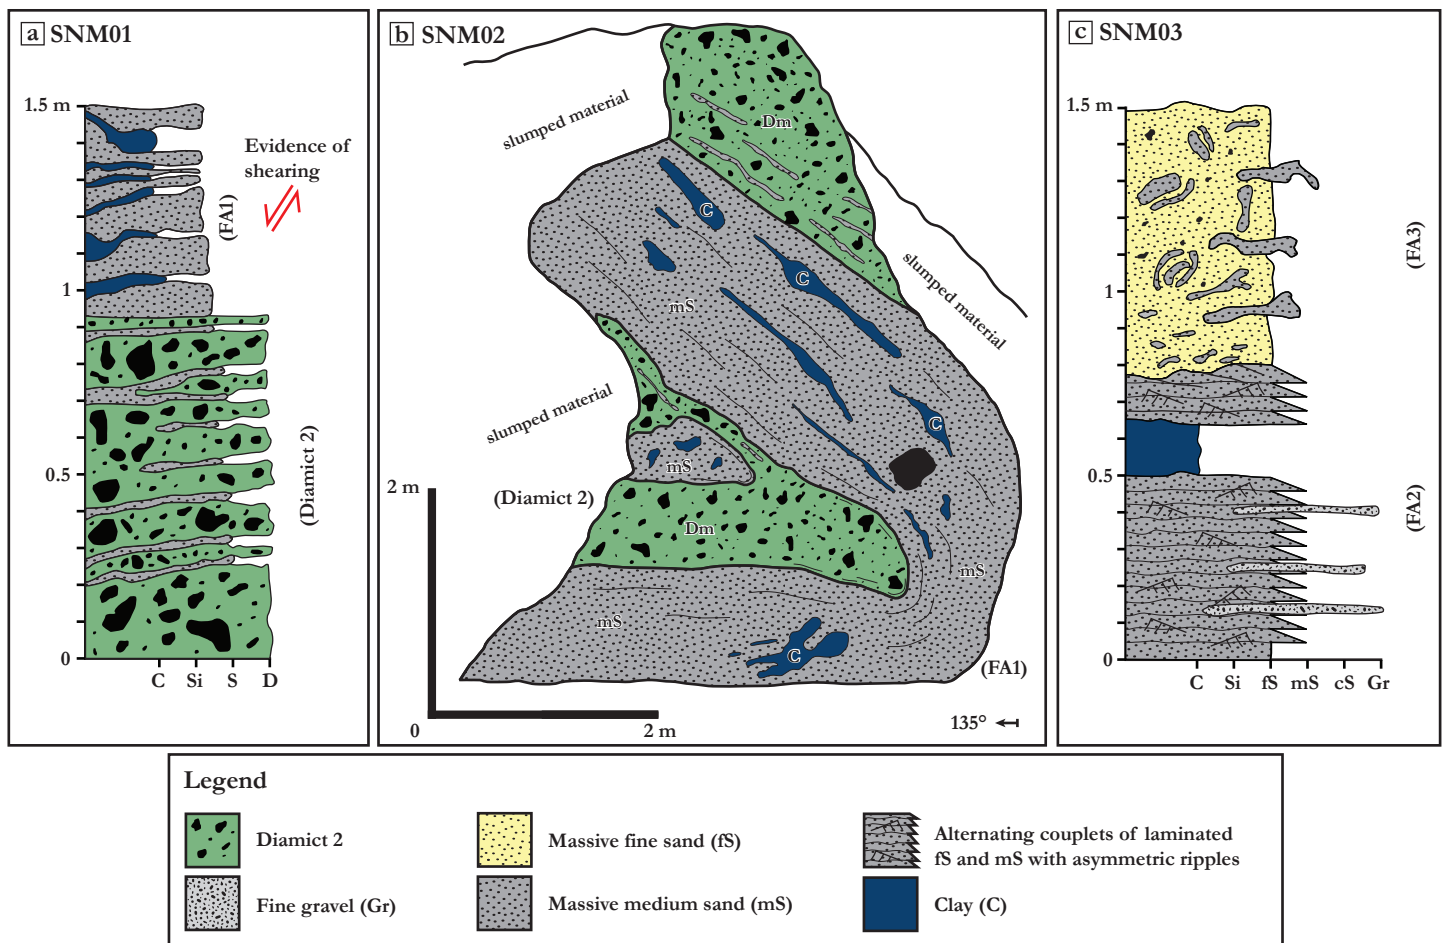 a SNM01
1.5 m
1
0.5
0
C Si S D
Evidence of
shearing
(FA1)
(Diamict 2)
b SNM02
slumped material
Dm
C
C
mS
slumped material
slumped material
C
mS
(Diamict 2)
2 m
Dm
mS
mS
C
(FA1)
0
2 m
135°
c SNM03
1.5 m
1
0.5
0
C Si fS mS cS Gr
(FA3)
(FA2)
Legend
Diamict 2
Fine gravel (Gr)
Massive fine sand (fS)
Massive medium sand (mS)
Alternating couplets of laminated
fS and mS with asymmetric ripples
Clay (C)